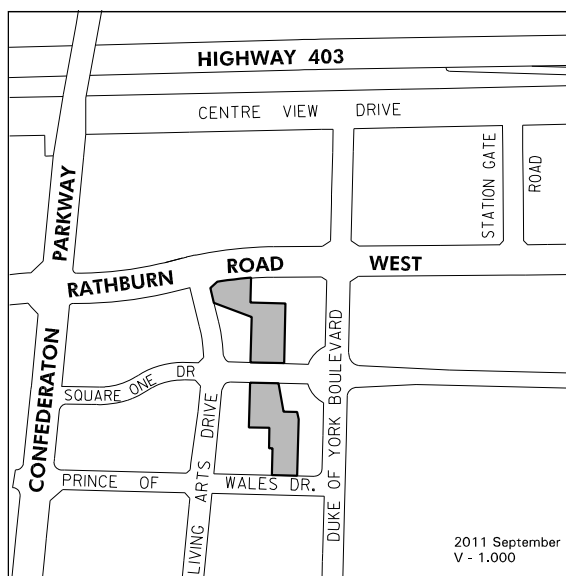 HIGHWAY 403
CENTRE VIEW DRIVE
STATION GATE
ROAD
PARKWAY
RATHBURN ROAD WEST
CONFEDERATON
SQUARE ONE DR
LIVING ARTS DRIVE
DUKE OF YORK BOULEVARD
PRINCE OF WALES DR.
2011 September
V - 1.000